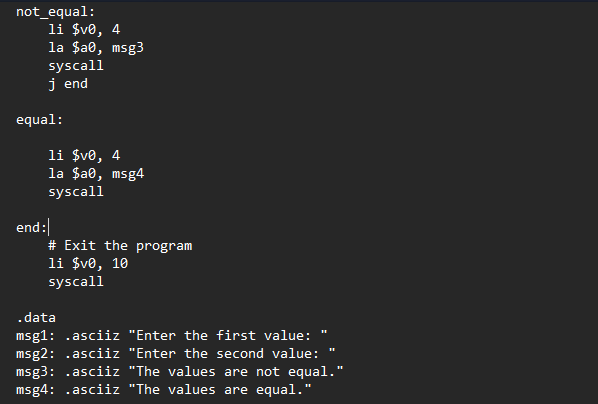 not_equal:
    li $v0, 4
    la $a0, msg3
    syscall
    j end
equal:
    li $v0, 4
    la $a0, msg4
    syscall
end:
    # Exit the program
    li $v0, 10
    syscall
.data
msg1: .asciiz "Enter the first value: "
msg2: .asciiz "Enter the second value: "
msg3: .asciiz "The values are not equal."
msg4: .asciiz "The values are equal."